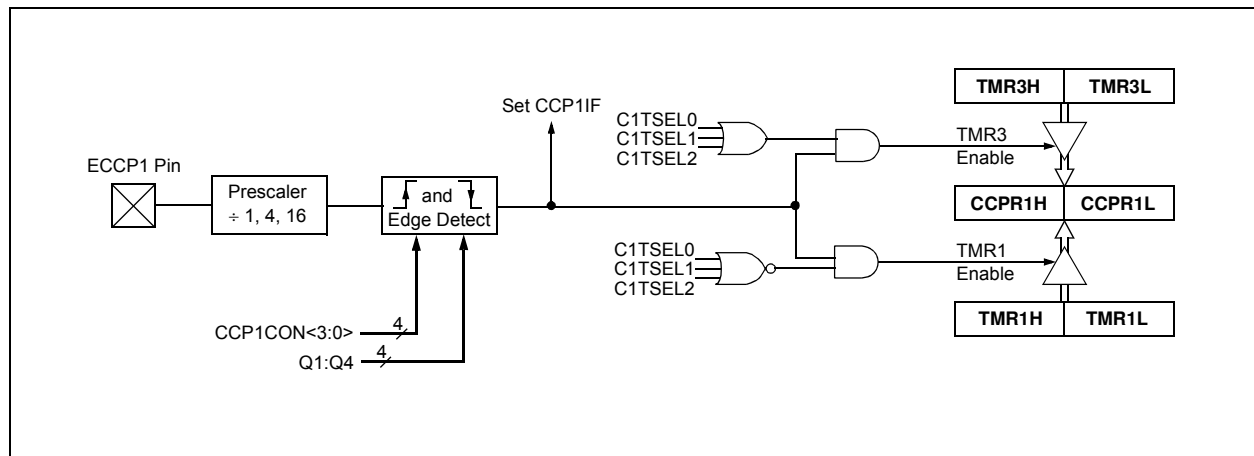 TMR3H TMR3L
Set CCP1IF
C1TSEL0
C1TSEL1
C1TSEL2
TMR3
Enable
ECCP1 Pin
Prescaler
÷ 1, 4, 16
and
Edge Detect
CCPR1H CCPR1L
C1TSEL0
C1TSEL1
C1TSEL2
TMR1
Enable
TMR1H TMR1L
CCP1CON<3:0> 4
Q1:Q4 4